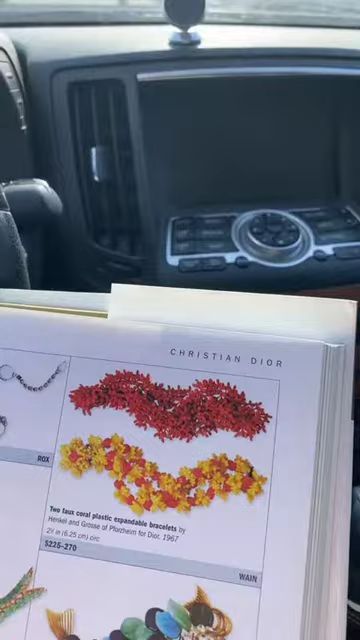 CHRISTIAN DIOR
ROX
Two faux coral plastic expandable bracelets by
Henkel and Grosse of Pforzheim for Dior. 1967
2½ in (6.25 cm) circ
$225–270
WAIN